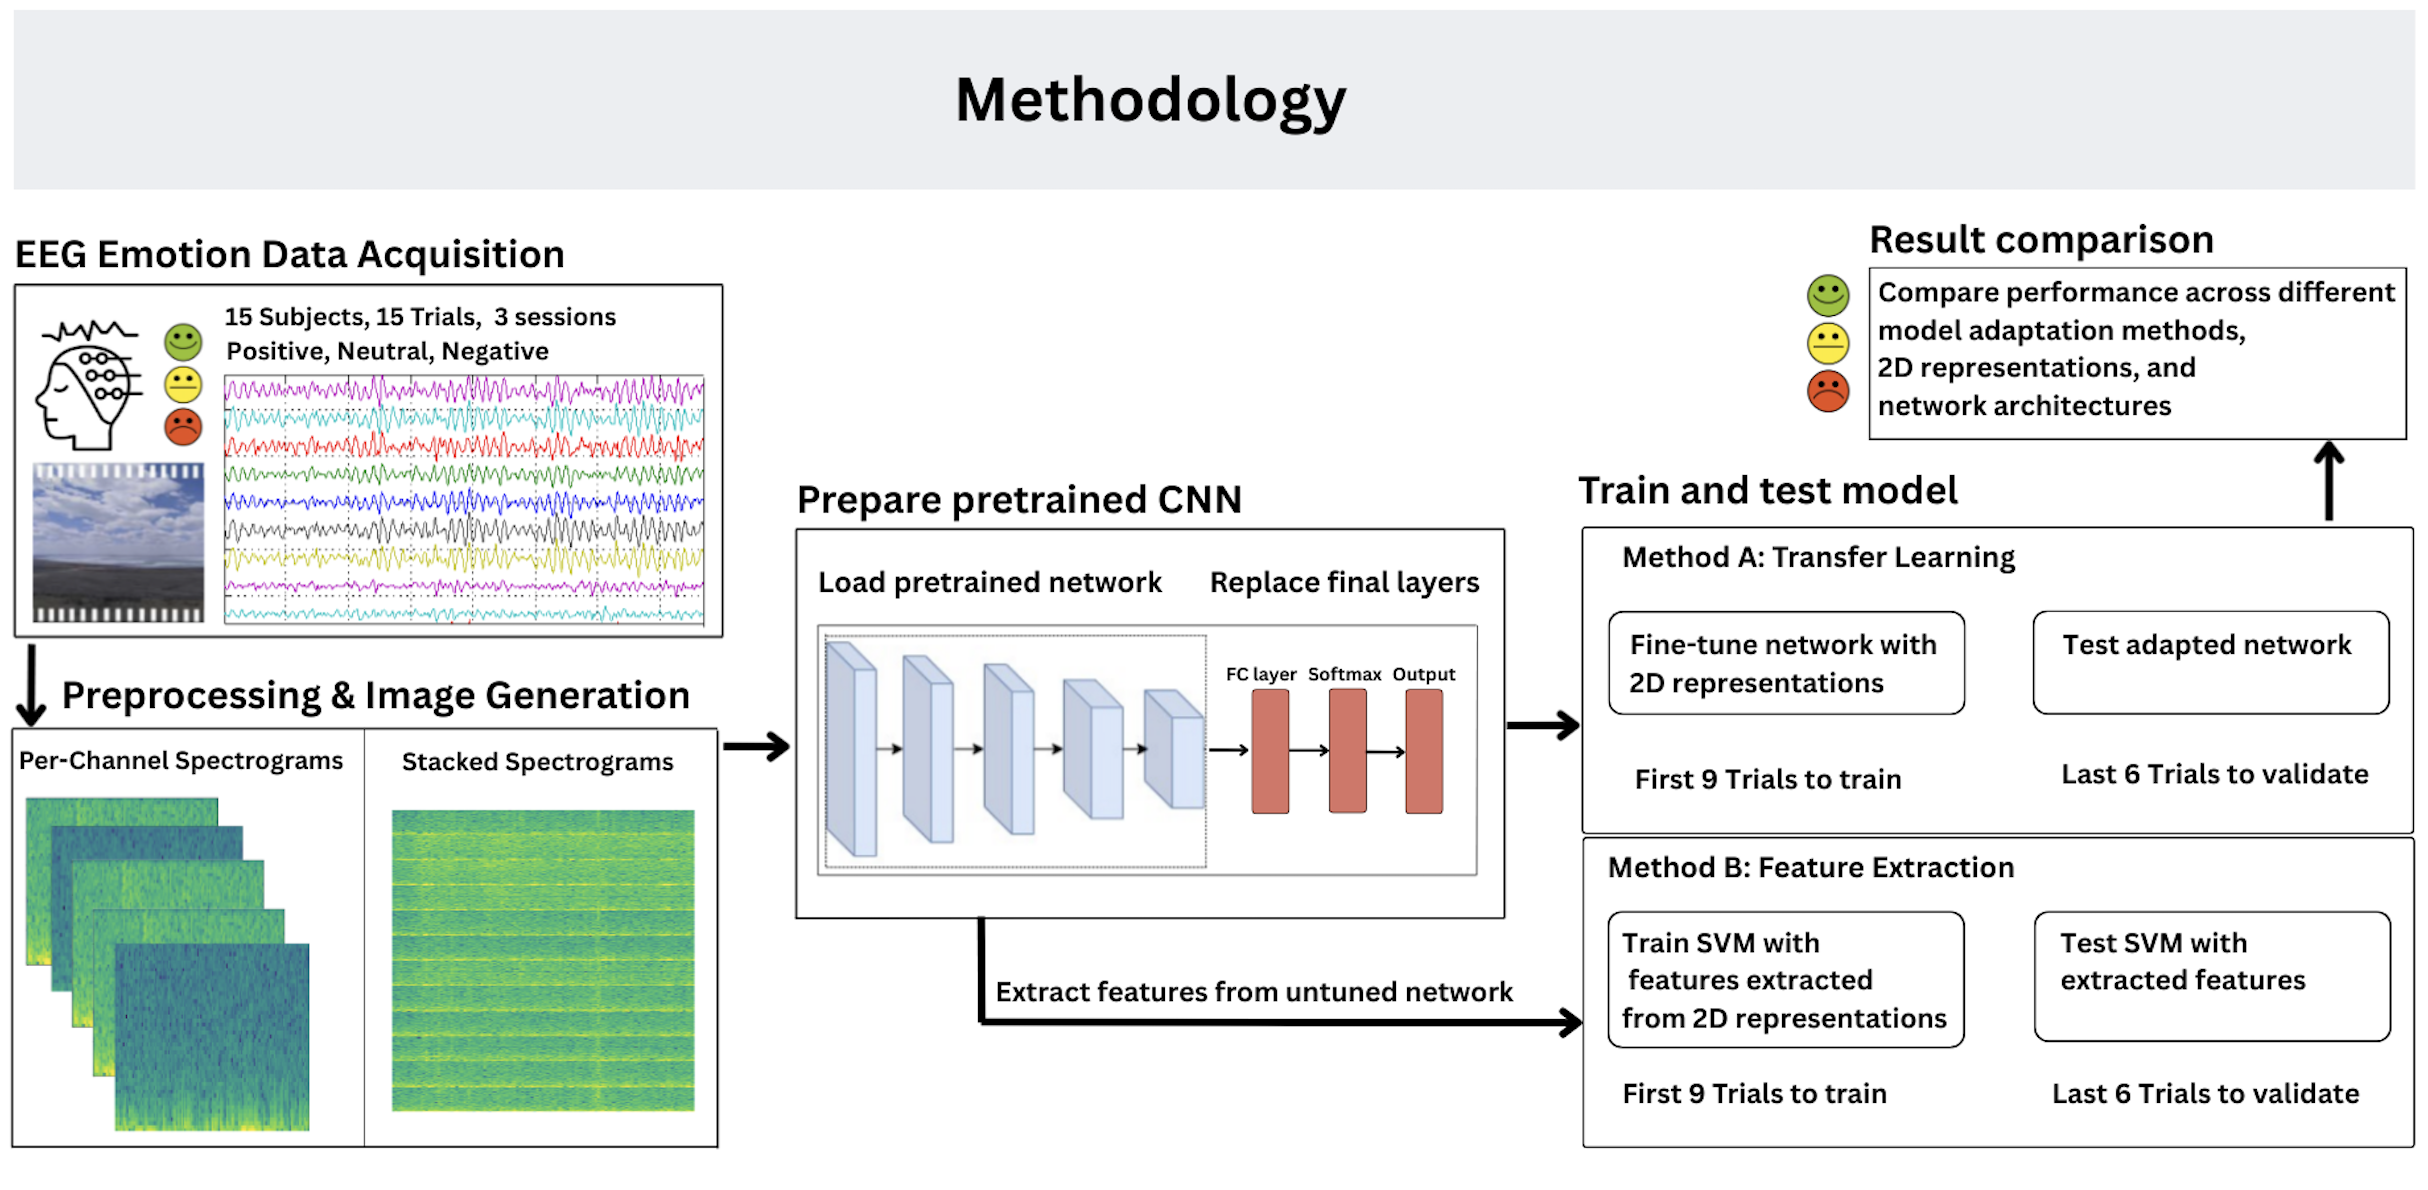 Methodology
EEG Emotion Data Acquisition
15 Subjects, 15 Trials, 3 sessions
Positive, Neutral, Negative
Preprocessing & Image Generation
Per-Channel Spectrograms
Stacked Spectrograms
Prepare pretrained CNN
Load pretrained network
Replace final layers
FC layer
Softmax
Output
Extract features from untuned network
Train and test model
Method A: Transfer Learning
Fine-tune network with
2D representations
Test adapted network
First 9 Trials to train
Last 6 Trials to validate
Method B: Feature Extraction
Train SVM with
features extracted
from 2D representations
Test SVM with
extracted features
First 9 Trials to train
Last 6 Trials to validate
Result comparison
Compare performance across different
model adaptation methods,
2D representations, and
network architectures